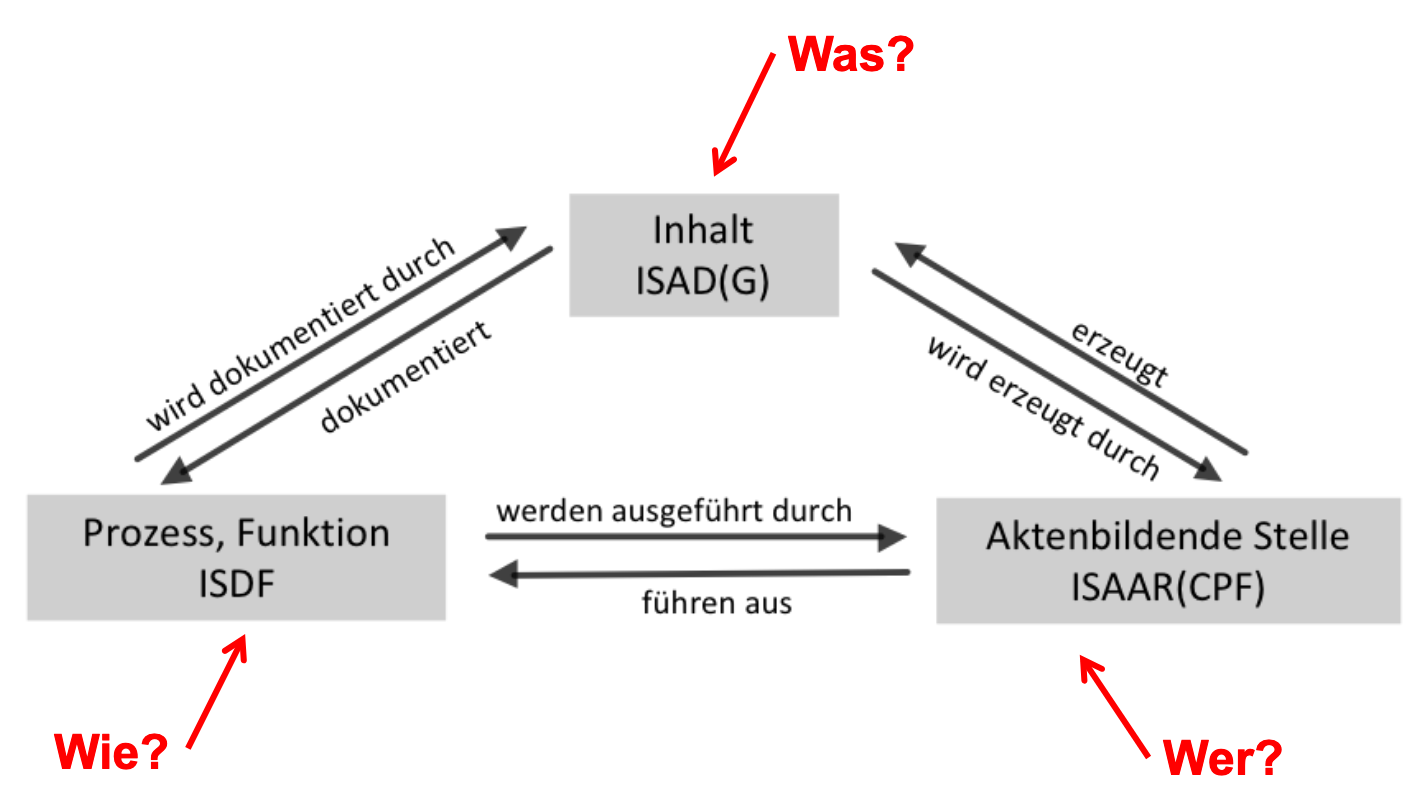 Was?
Inhalt
ISAD(G)
wird dokumentiert durch
dokumentiert
erzeugt
wird erzeugt durch
Prozess, Funktion
ISDF
werden ausgeführt durch
führen aus
Aktenbildende Stelle
ISAAR(CPF)
Wie?
Wer?